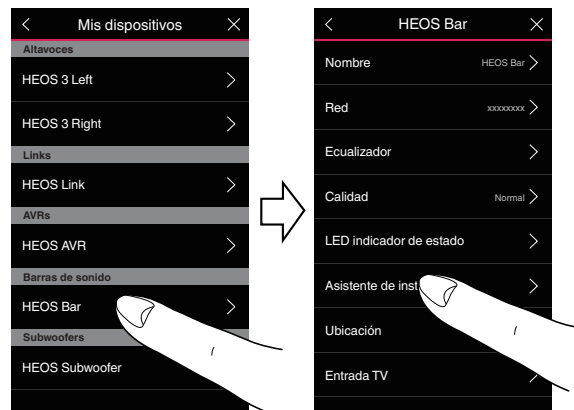 Mis dispositivos
Altavoces
HEOS 3 Left
HEOS 3 Right
Links
HEOS Link
AVRs
HEOS AVR
Barras de sonido
HEOS Bar
Subwoofers
HEOS Subwoofer
HEOS Bar
Nombre HEOS Bar
Red xxxxxxxx
Ecualizador
Calidad Normal
LED indicador de estado
Asistente de inst
Ubicación
Entrada TV